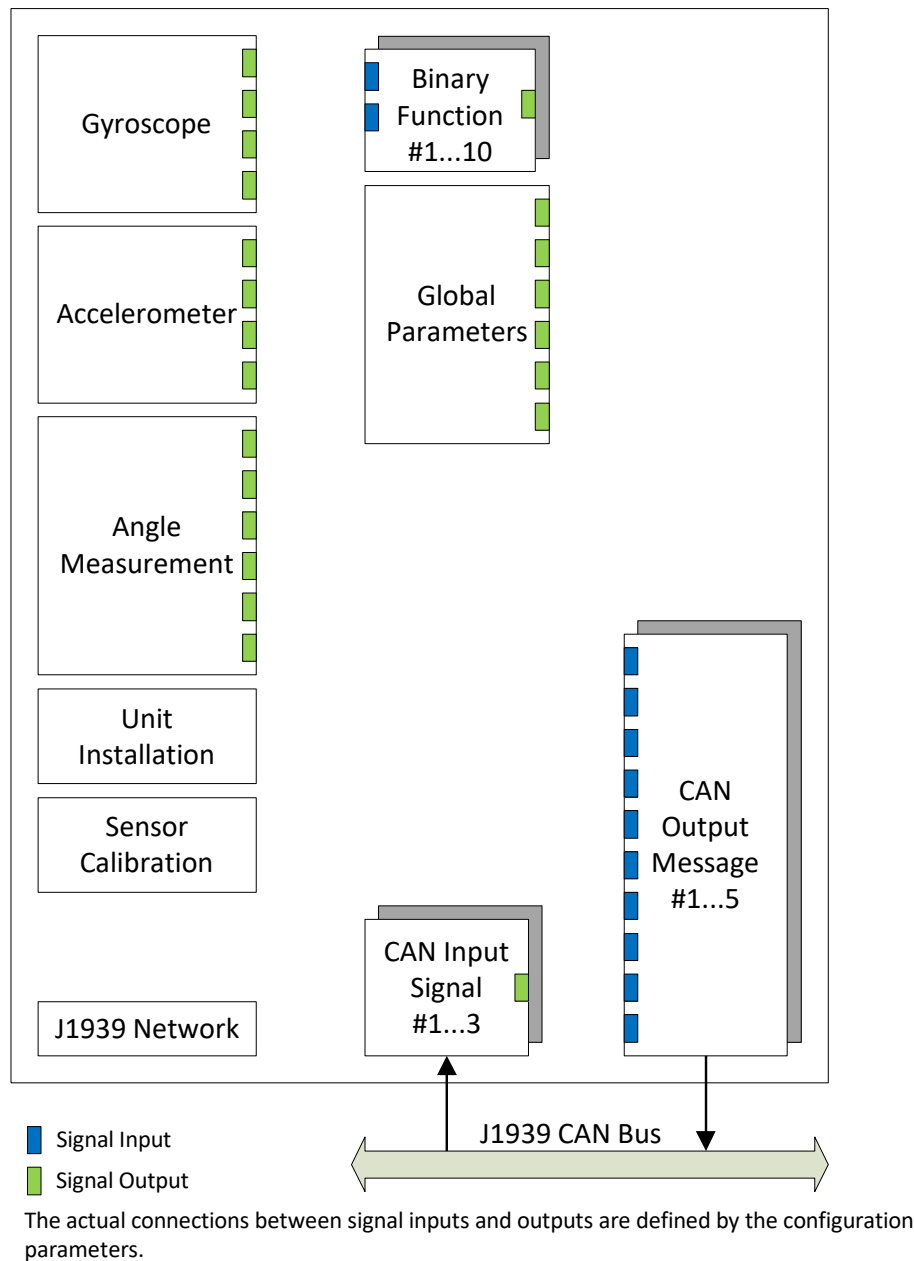 Gyroscope
Accelerometer
Angle
Measurement
Unit
Installation
Sensor
Calibration
J1939 Network
Binary
Function
#1...10
Global
Parameters
CAN Input
Signal
#1...3
CAN
Output
Message
#1...5
J1939 CAN Bus
Signal Input
Signal Output
The actual connections between signal inputs and outputs are defined by the configuration
parameters.